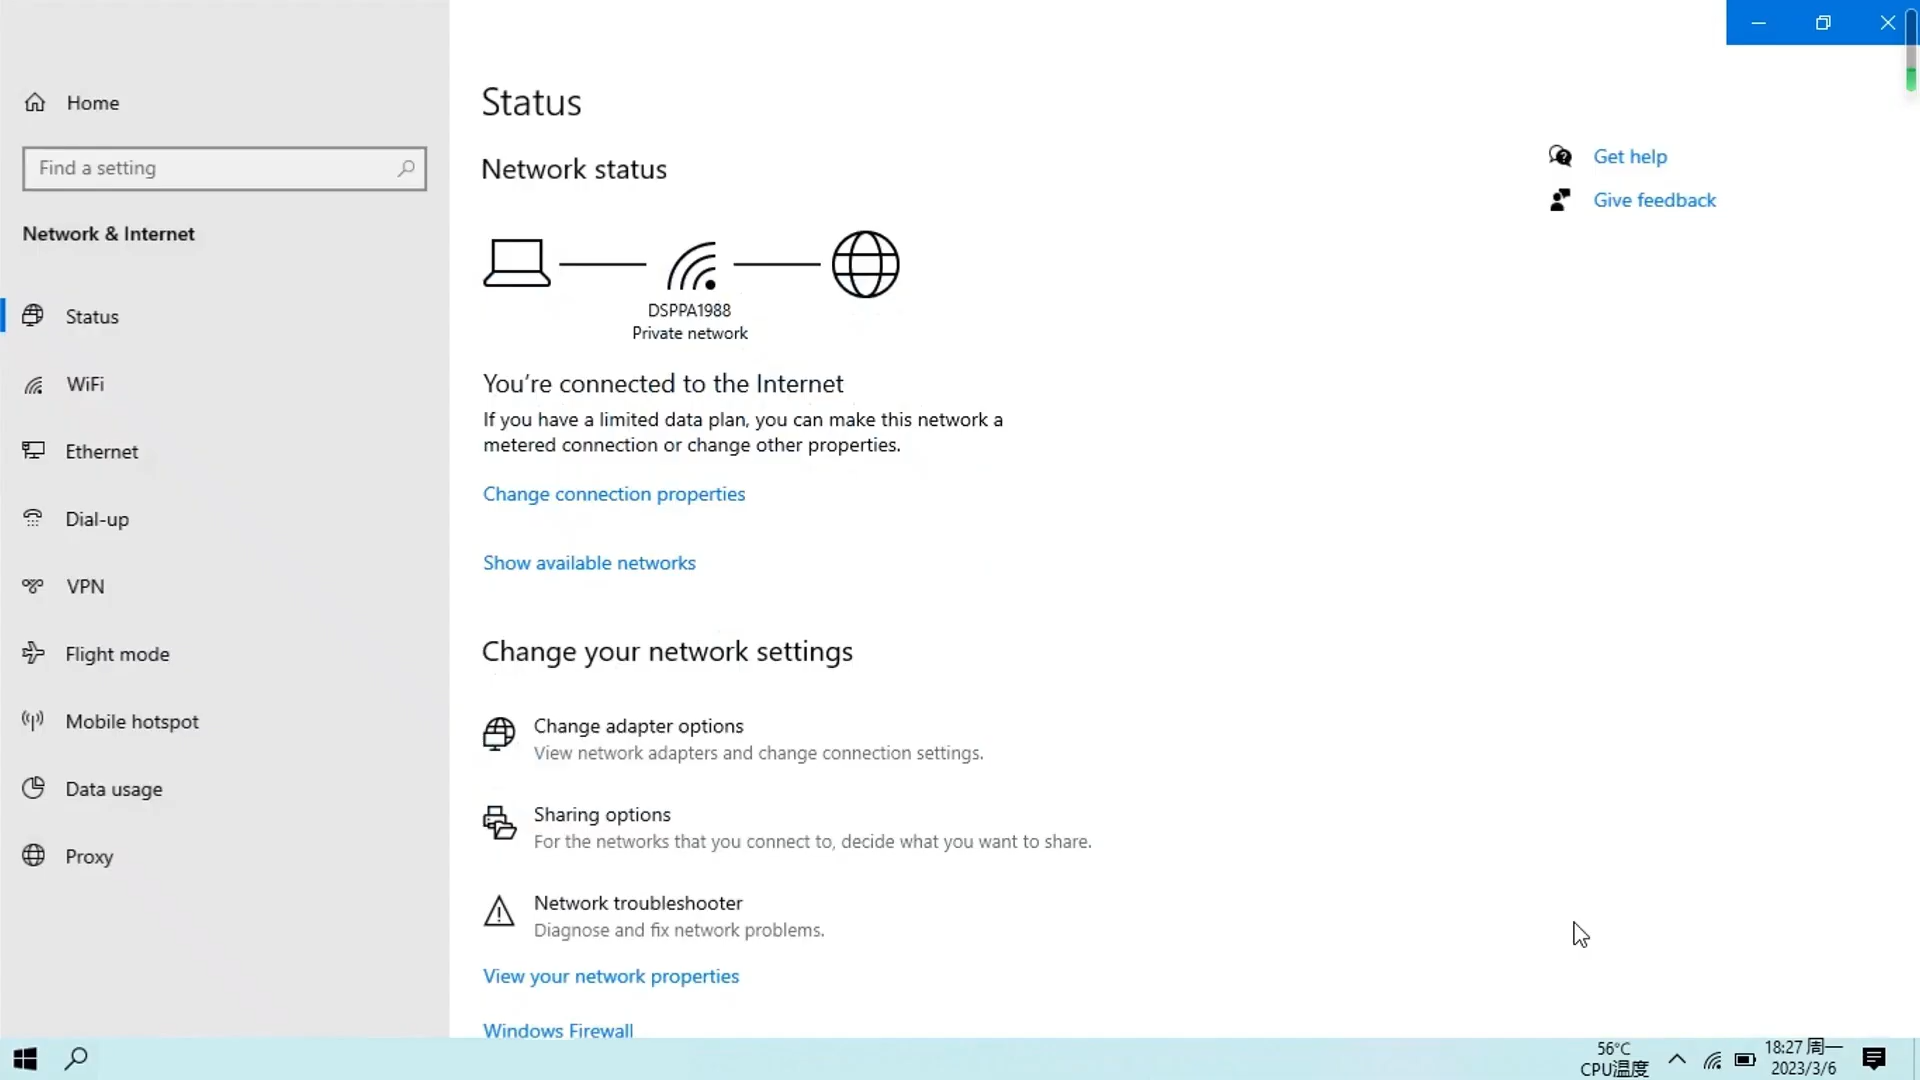 Home
Find a setting
Network & Internet
Status
WiFi
Ethernet
Dial-up
VPN
Flight mode
Mobile hotspot
Data usage
Proxy
Status
Network status
DSPPA1988
Private network
You're connected to the Internet
If you have a limited data plan, you can make this network a
metered connection or change other properties.
Change connection properties
Show available networks
Change your network settings
Change adapter options
View network adapters and change connection settings.
Sharing options
For the networks that you connect to, decide what you want to share.
Network troubleshooter
Diagnose and fix network problems.
View your network properties
Windows Firewall
Get help
Give feedback
56°C
CPU温度
18:27 周一
2023/3/6